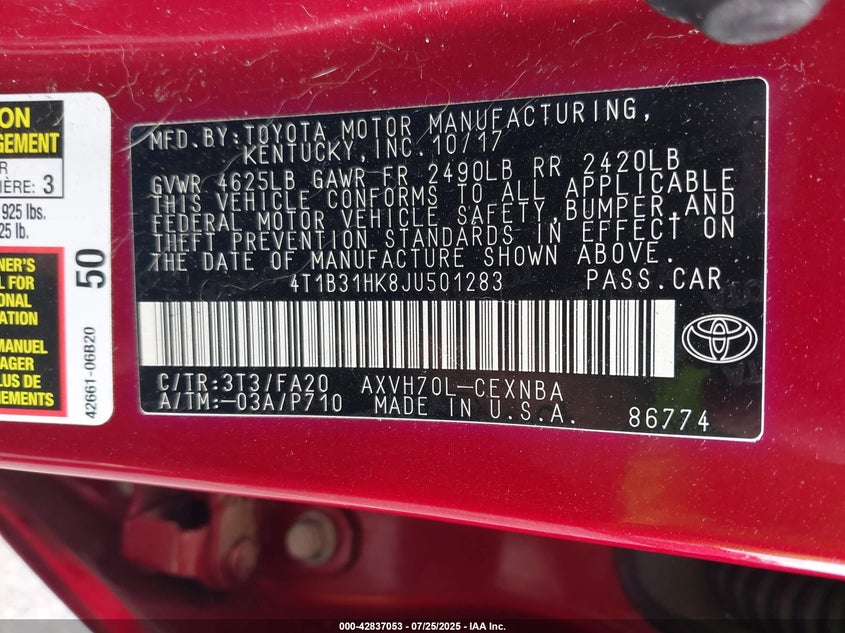 ON
GEMENT
R
IÈRE: 3
925 lbs.
25 lb.
NER'S
L FOR
ONAL
ATION
MANUEL
AGER
LUS DE
EMENTS
50
42661-06B20
MFD.BY:TOYOTA MOTOR MANUFACTURING,
KENTUCKY,INC.10/17
GVWR 4625LB GAWR FR 2490LB RR 2420LB
THIS VEHICLE CONFORMS TO ALL APPLICABLE
FEDERAL MOTOR VEHICLE SAFETY,BUMPER,AND
THEFT PREVENTION STANDARDS IN EFFECT ON
THE DATE OF MANUFACTURE SHOWN ABOVE.
4T1B31HK8JU501283 PASS.CAR
C/TR:3T3/FA20 AXVH70L-CEXNBA
A/TM:-03A/P710 MADE IN U.S.A. 86774
000-42837053 - 07/25/2025 - IAA Inc.